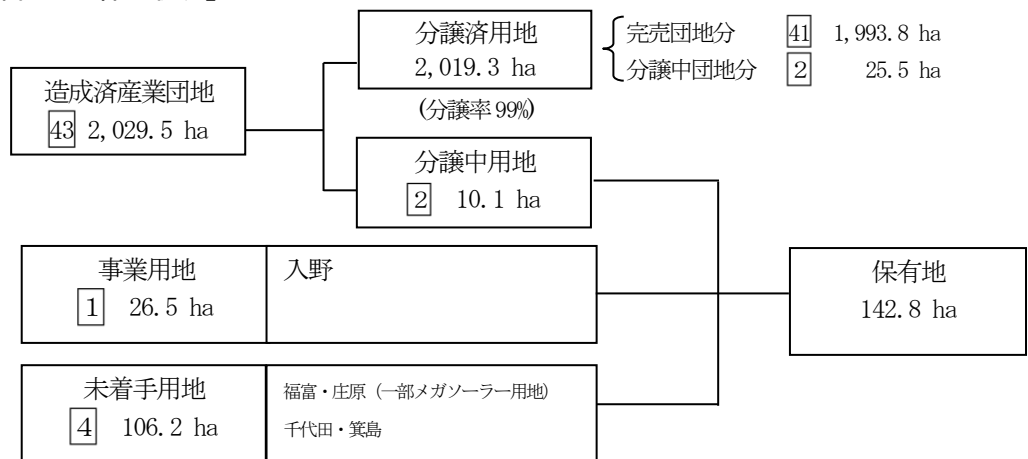 分譲済用地
2,019.3 ha
完売団地分 41 1,993.8 ha
分譲中団地分 2 25.5 ha
造成済産業団地
43 2,029.5 ha
(分譲率99%)
分譲中用地
2 10.1 ha
事業用地
1 26.5 ha
入野
保有地
142.8 ha
未着手用地
4 106.2 ha
福富・庄原（一部メガソーラー用地）
千代田・箕島